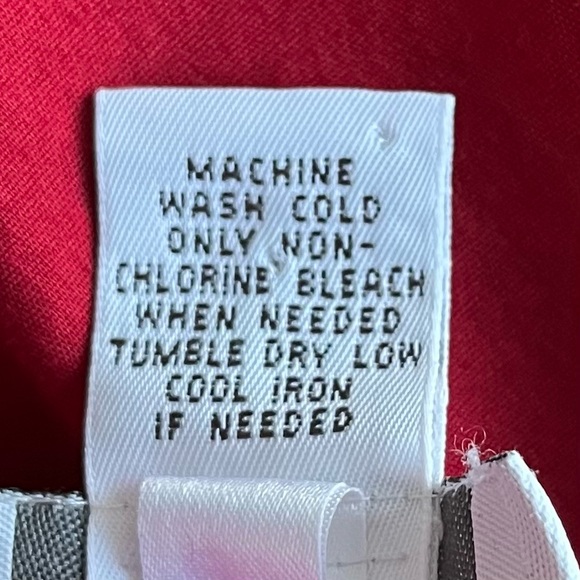 MACHINE
WASH COLD
ONLY NON-
CHLORINE BLEACH
WHEN NEEDED
TUMBLE DRY LOW
COOL IRON
IF NEEDED